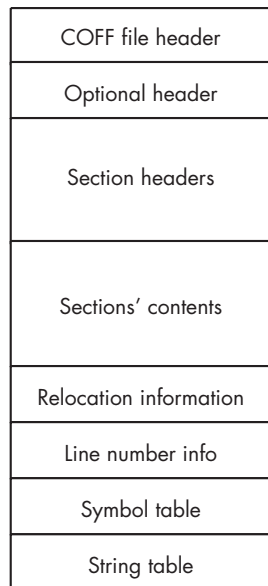 COFF file header
Optional header
Section headers
Sections’ contents
Relocation information
Line number info
Symbol table
String table